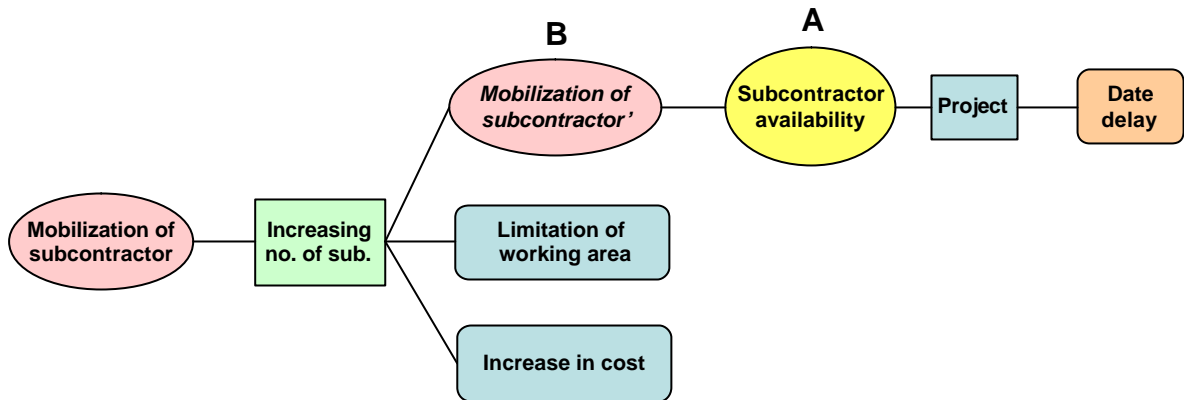 B
A
Mobilization of
subcontractor’
Subcontractor
availability
Project
Date
delay
Mobilization of
subcontractor
Increasing
no. of sub.
Limitation of
working area
Increase in cost